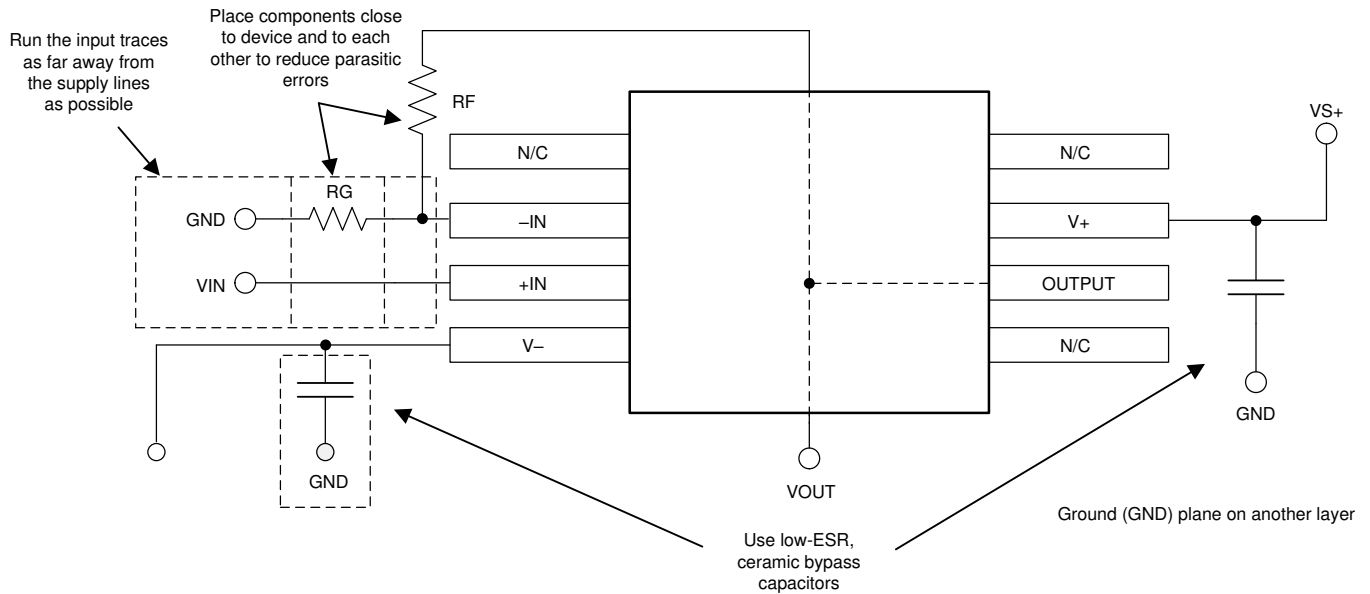 Place components close
to device and to each
other to reduce parasitic
errors
Run the input traces
as far away from
the supply lines
as possible
RF
VS+
N/C
N/C
RG
GND
–IN
V+
VIN
+IN
OUTPUT
V–
N/C
GND
GND
VOUT
Ground (GND) plane on another layer
Use low-ESR,
ceramic bypass
capacitors